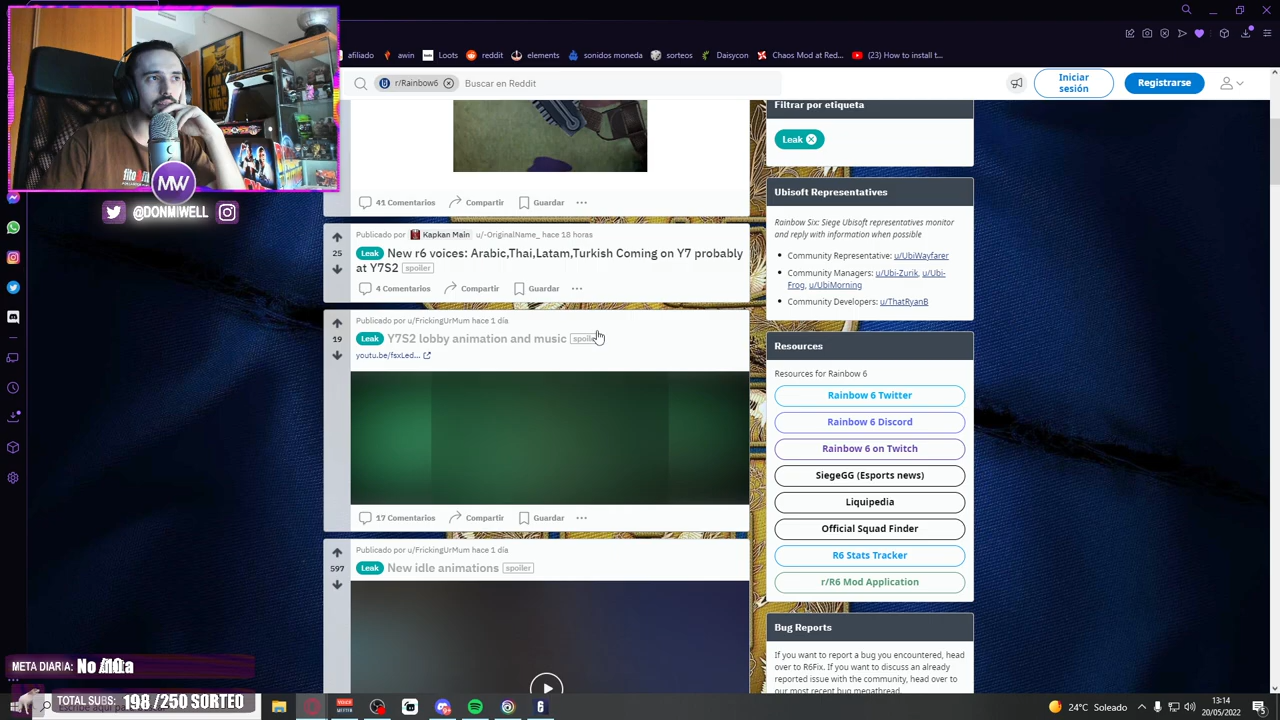 afiliado awin Loots reddit elements sonidos moneda sorteos Daisycon Chaos Mod at Red... (23) How to install t...
r/Rainbow6 Buscar en Reddit
Iniciar sesión
Registrarse
MW
@DONMIWELL
41 Comentarios Compartir Guardar
Publicado por Kapkan Main u/-OriginalName_ hace 18 horas
25
Leak New r6 voices: Arabic,Thai,Latam,Turkish Coming on Y7 probably
at Y7S2 spoiler
4 Comentarios Compartir Guardar
Publicado por u/FrickingUrMum hace 1 día
19
Leak Y7S2 lobby animation and music
youtu.be/fsxLed...
17 Comentarios Compartir Guardar
Publicado por u/FrickingUrMum hace 1 día
597
Leak New idle animations spoiler
Filtrar por etiqueta
Leak
Ubisoft Representatives
Rainbow Six: Siege Ubisoft representatives monitor
and reply with information when possible
Community Representative: u/UbiWayfarer
Community Managers: u/Ubi-Zurik, u/Ubi-
Frog, u/UbiMorning
Community Developers: u/ThatRyanB
Resources
Resources for Rainbow 6
Rainbow 6 Twitter
Rainbow 6 Discord
Rainbow 6 on Twitch
SiegeGG (Esports news)
Liquipedia
Official Squad Finder
R6 Stats Tracker
r/R6 Mod Application
Bug Reports
If you want to report a bug you encountered, head
over to R6Fix. If you want to discuss an already
reported issue with the community, head over to
our most recent bug megathread.
META DIARIA:
TOTAL SUBS: 198/250 SORTEO
24°C Soleado
13:14
20/05/2022